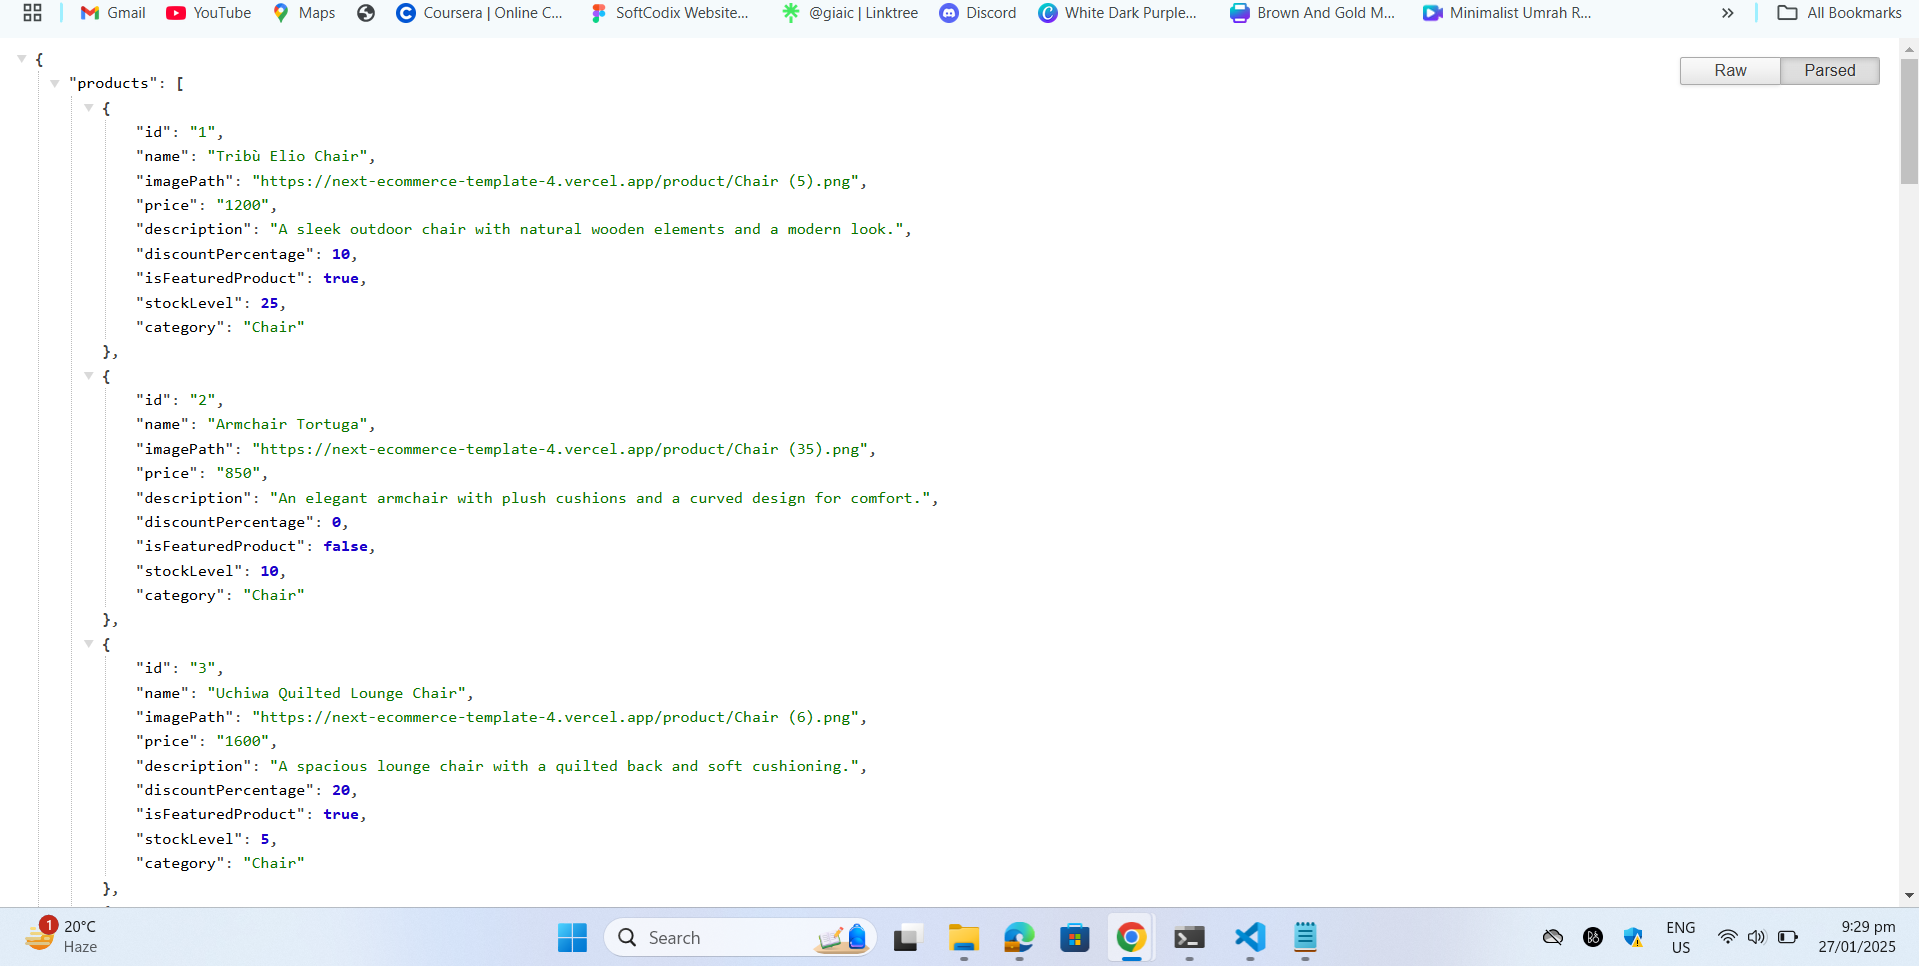 Gmail YouTube Maps Coursera | Online C... SoftCodix Website... @giaic | Linktree Discord White Dark Purple... Brown And Gold M... Minimalist Umrah R... » All Bookmarks
{
Raw Parsed
"products": [
{
"id": "1",
"name": "Tribù Elio Chair",
"imagePath": "https://next-ecommerce-template-4.vercel.app/product/Chair (5).png",
"price": "1200",
"description": "A sleek outdoor chair with natural wooden elements and a modern look.",
"discountPercentage": 10,
"isFeaturedProduct": true,
"stockLevel": 25,
"category": "Chair"
},
{
"id": "2",
"name": "Armchair Tortuga",
"imagePath": "https://next-ecommerce-template-4.vercel.app/product/Chair (35).png",
"price": "850",
"description": "An elegant armchair with plush cushions and a curved design for comfort.",
"discountPercentage": 0,
"isFeaturedProduct": false,
"stockLevel": 10,
"category": "Chair"
},
{
"id": "3",
"name": "Uchiwa Quilted Lounge Chair",
"imagePath": "https://next-ecommerce-template-4.vercel.app/product/Chair (6).png",
"price": "1600",
"description": "A spacious lounge chair with a quilted back and soft cushioning.",
"discountPercentage": 20,
"isFeaturedProduct": true,
"stockLevel": 5,
"category": "Chair"
},
1
20°C
Haze
Search
ENG
US
9:29 pm
27/01/2025